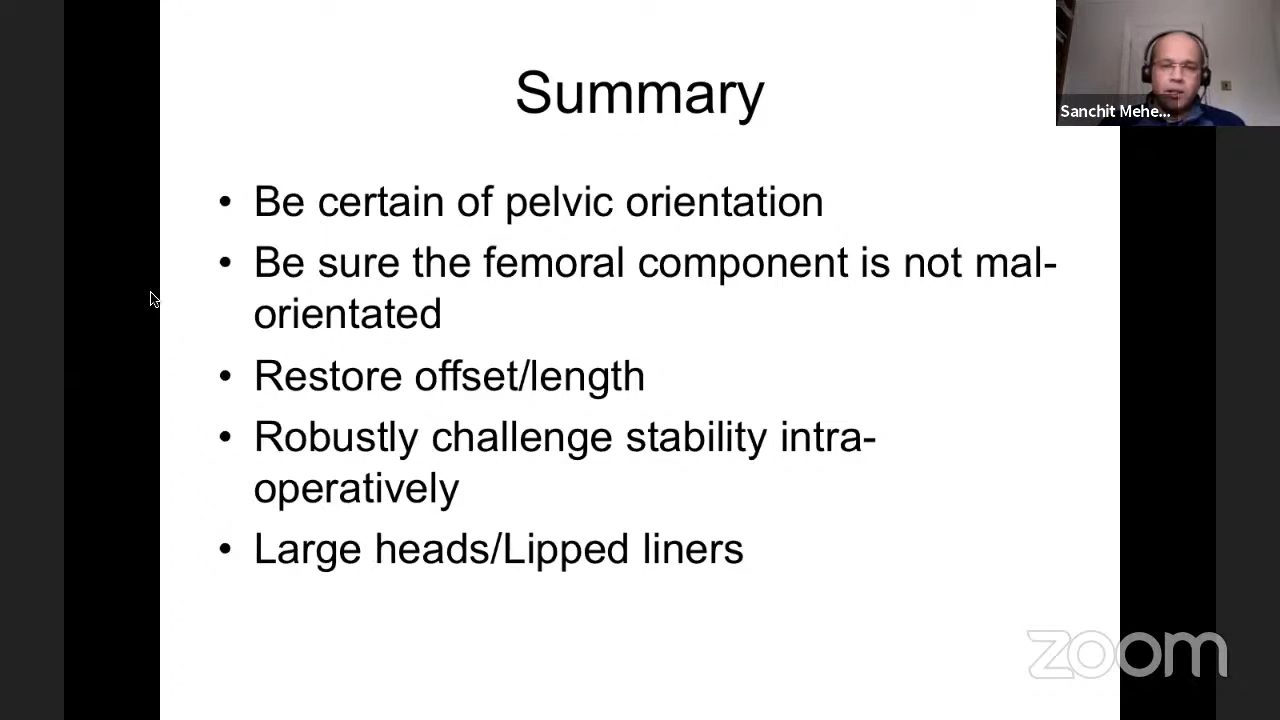 Summary
Sanchit Mehe...
• Be certain of pelvic orientation
• Be sure the femoral component is not mal-
orientated
• Restore offset/length
• Robustly challenge stability intra-
operatively
• Large heads/Lipped liners
zoom